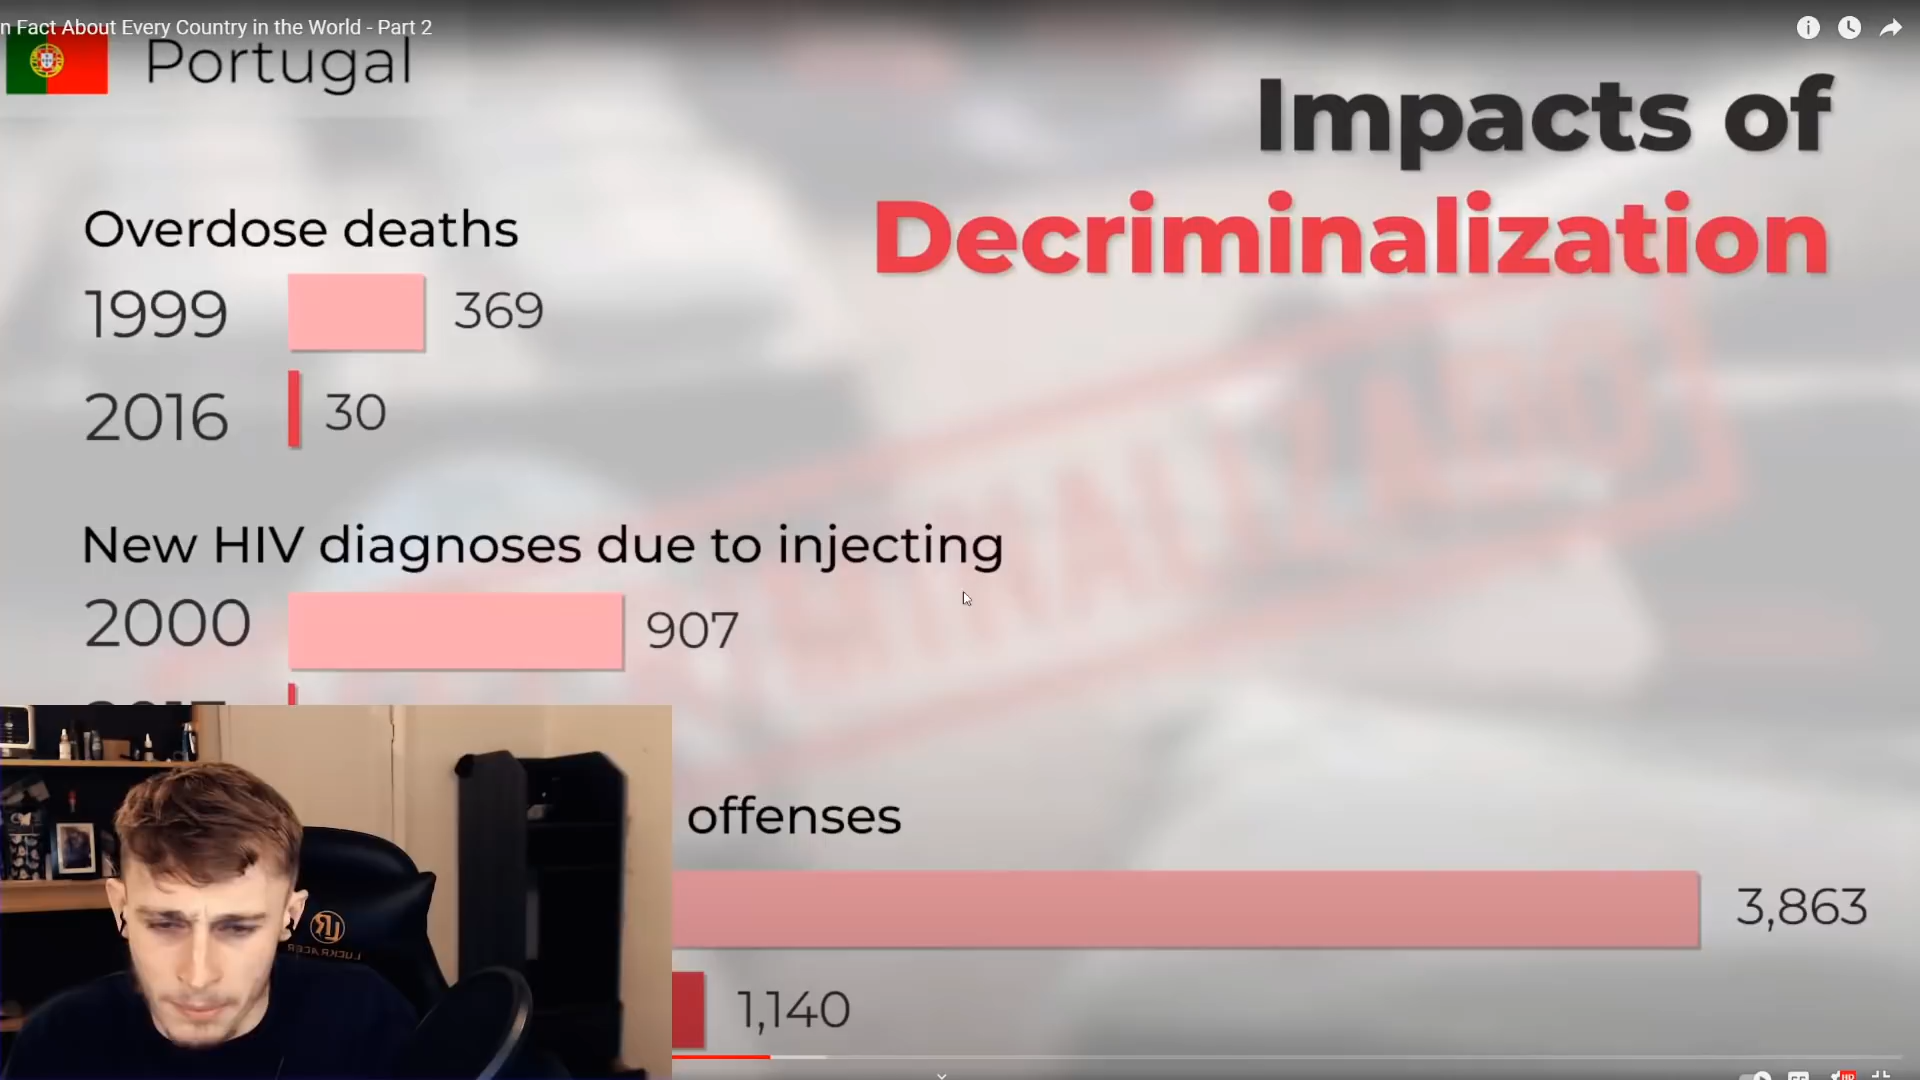 n Fact About Every Country in the World - Part 2
Portugal
Impacts of
Decriminalization
Overdose deaths
1999 369
2016 30
New HIV diagnoses due to injecting
2000 907
2017
offenses
3,863
1,140